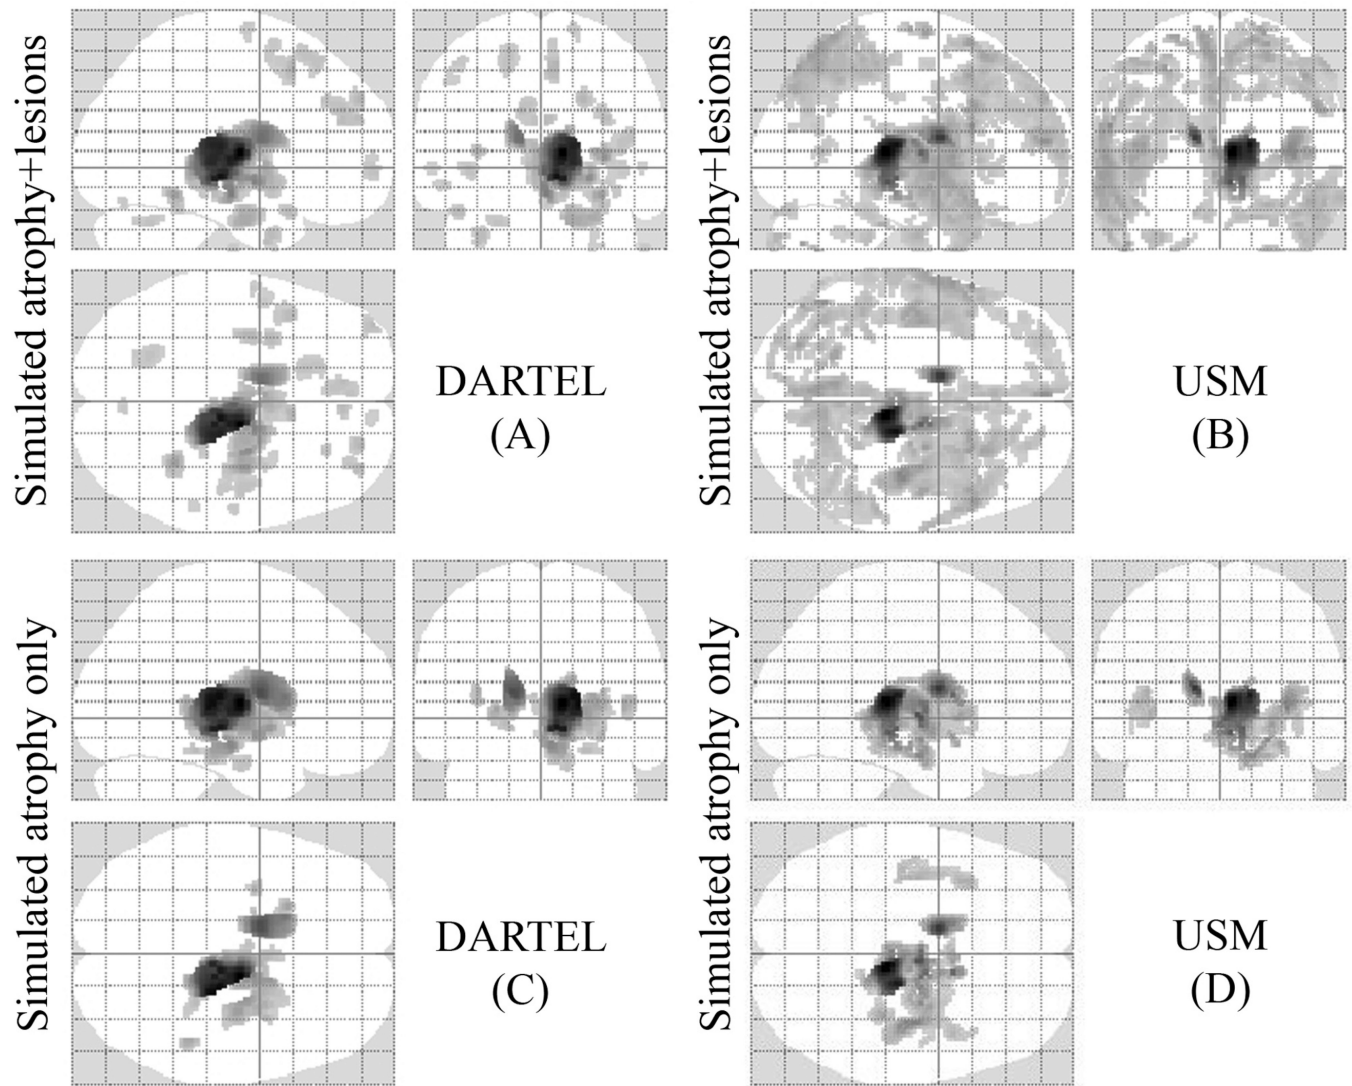 Simulated atrophy+lesions
DARTEL
(A)
Simulated atrophy+lesions
USM
(B)
Simulated atrophy only
DARTEL
(C)
Simulated atrophy only
USM
(D)